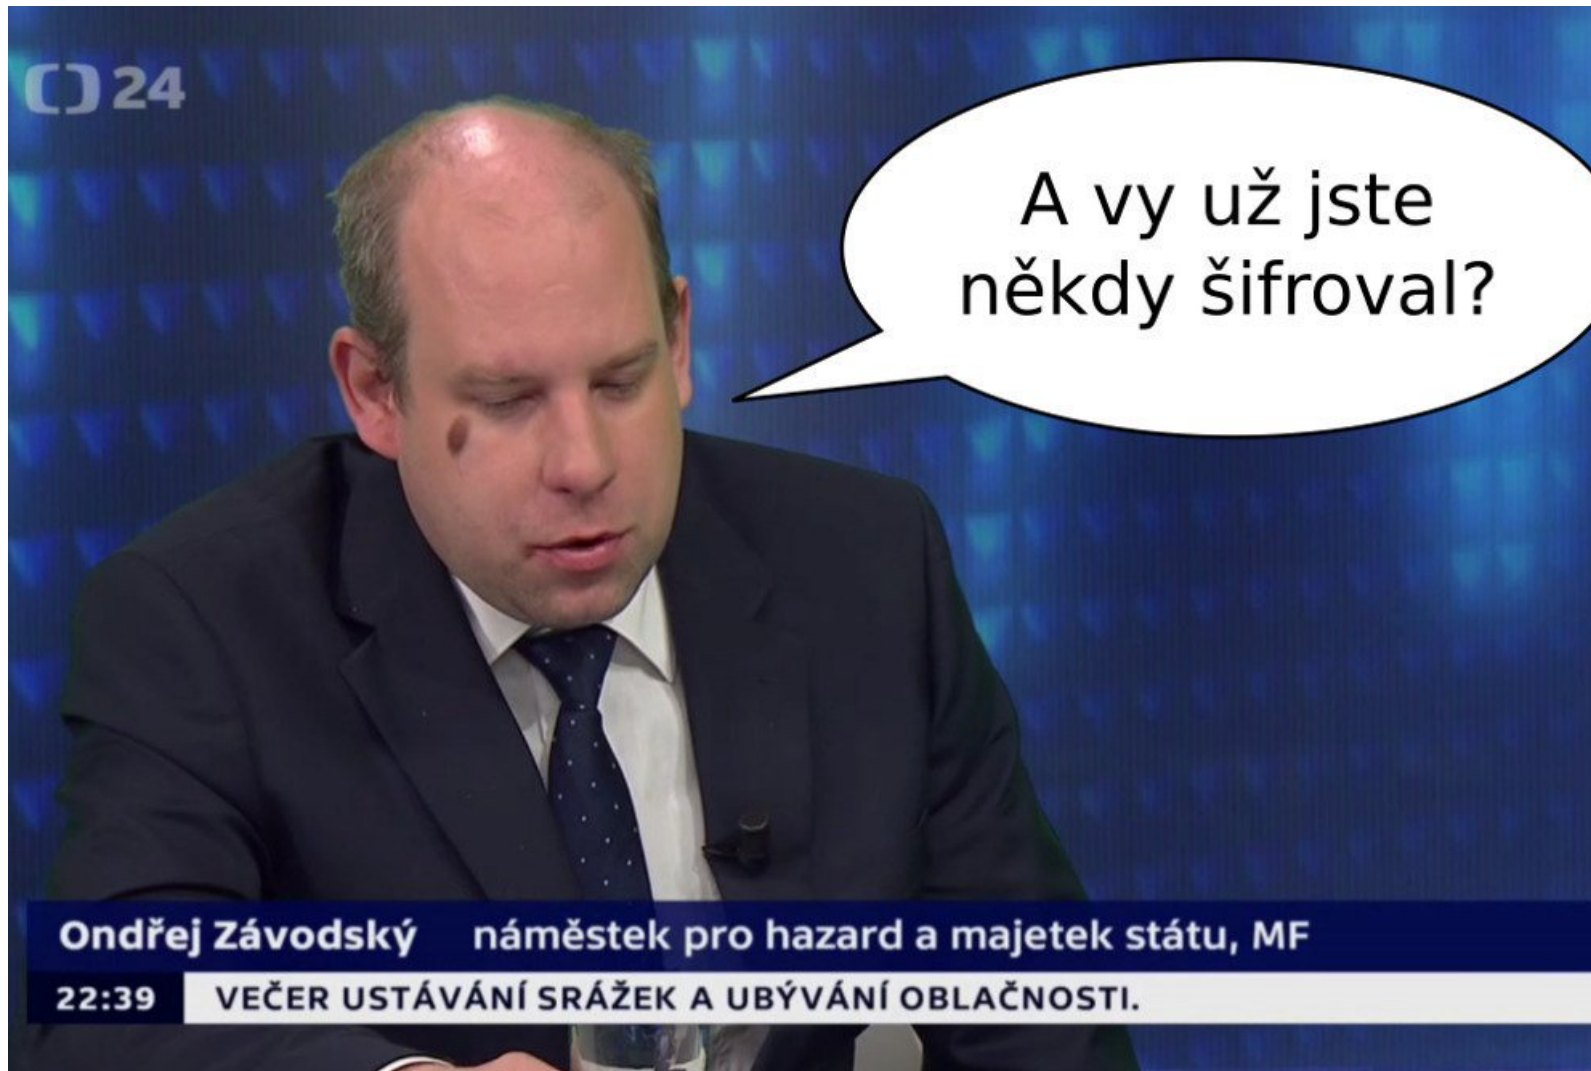 24
A vy už jste
někdy šifroval?
Ondřej Závodský náměstek pro hazard a majetek státu, MF
22:39 VEČER USTÁVÁNÍ SRÁŽEK A UBÝVÁNÍ OBLAČNOSTI.